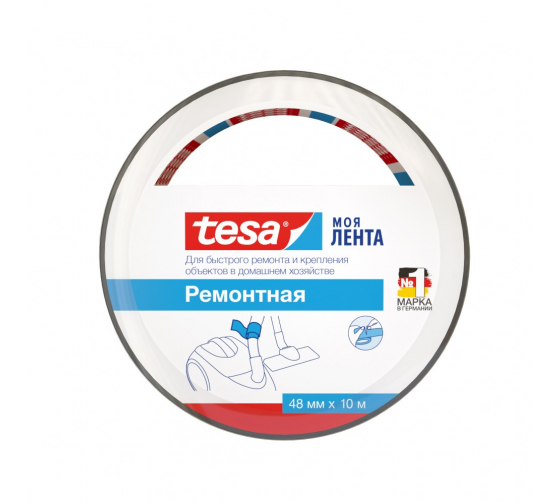 tesa
МОЯ
ЛЕНТА
Для быстрого ремонта и крепления
объектов в домашнем хозяйстве
Ремонтная
№1
МАРКА
В ГЕРМАНИИ
48 мм x 10 м